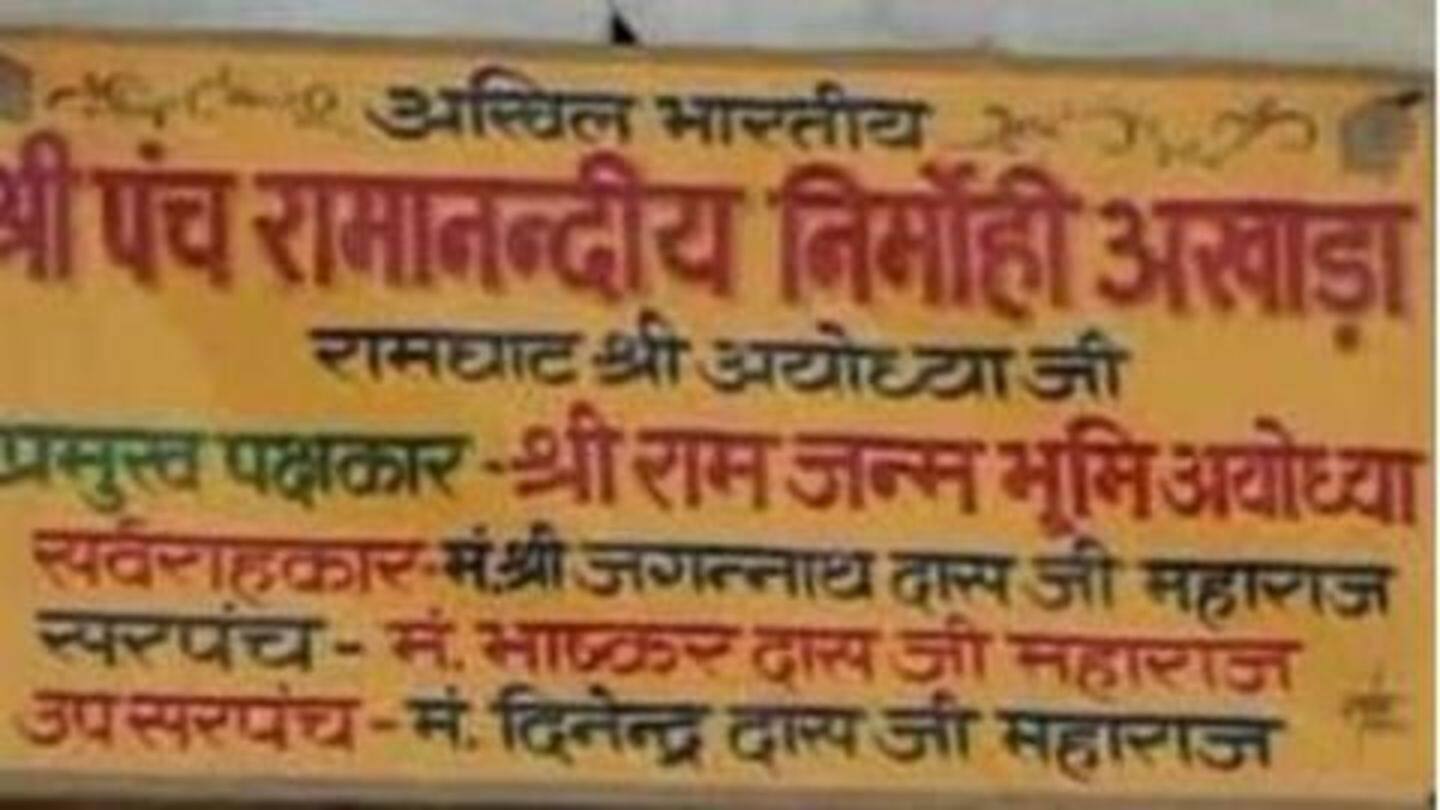 अखिल भारतीय
श्री पंच रामानन्दीय निर्मोही अखाड़ा
रामघाट श्री अयोध्या जी
प्रमुख पक्षकार - श्री राम जन्म भूमि अयोध्या
सर्वराहकार - मं. श्री जगन्नाथ दास जी महाराज
सरपंच - मं. भाष्कर दास जी महाराज
उपसरपंच - मं. दिनेन्द्र दास जी महाराज